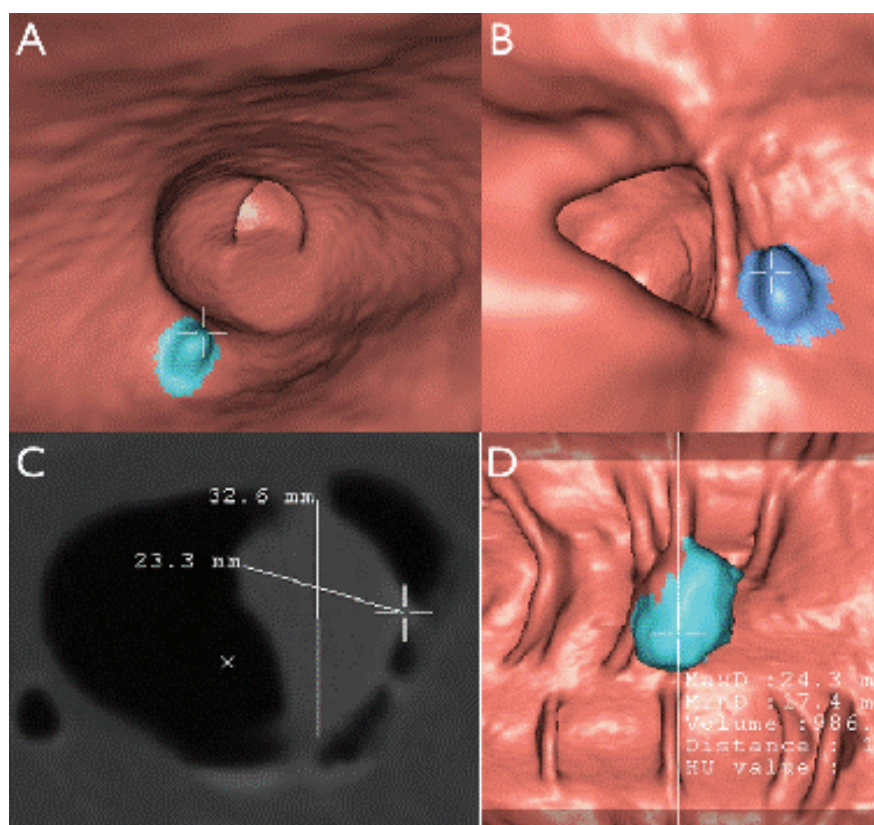 A
B
C
32.6 mm
23.3 mm
D
MaxD :24.3 m
MinD :17.4 m
Volume :986.
Distance : 1
HU value :